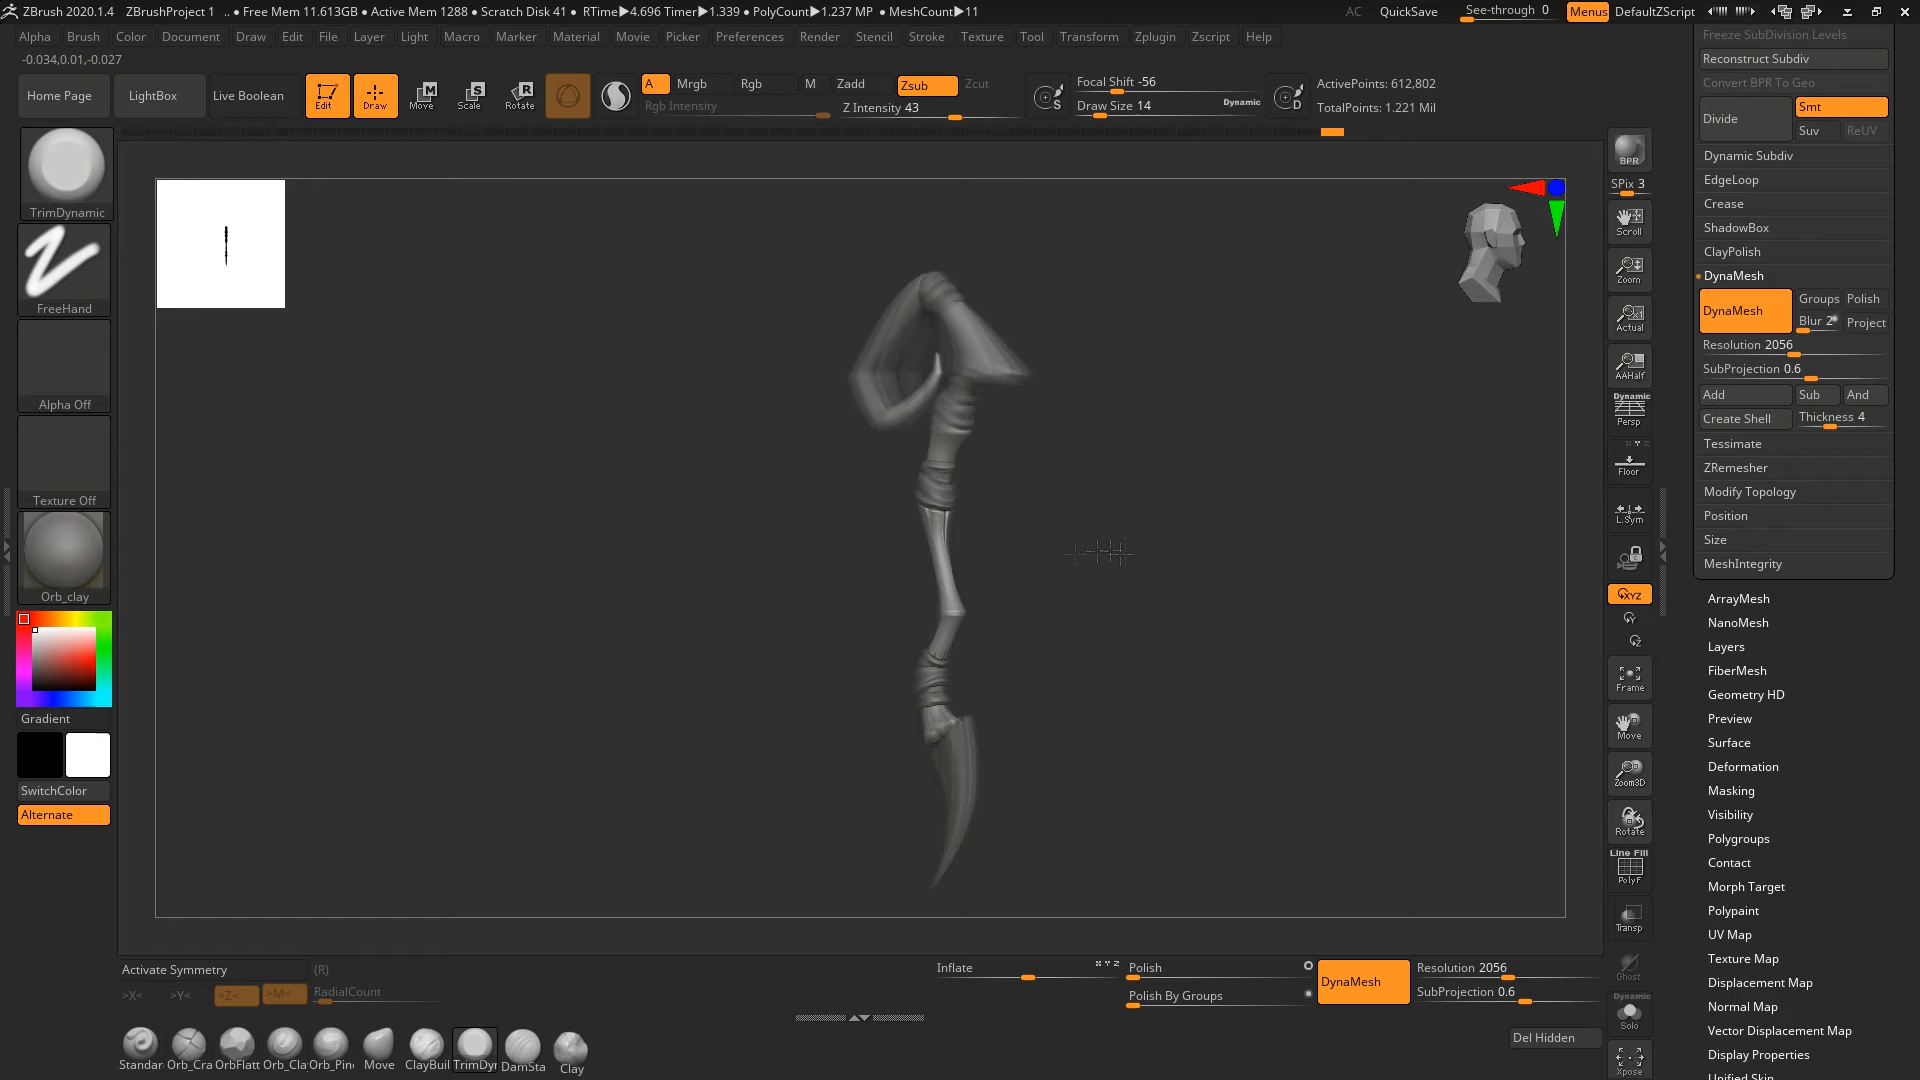 ZBrush 2020.1.4 ZBrushProject 1 .. • Free Mem 11.613GB • Active Mem 1288 • Scratch Disk 41 • RTime▶4.696 Timer▶1.339 • PolyCount▶1.237 MP • MeshCount▶11 AC QuickSave See-through 0 Menus DefaultZScript
Alpha Brush Color Document Draw Edit File Layer Light Macro Marker Material Movie Picker Preferences Render Stencil Stroke Texture Tool Transform Zplugin Zscript Help
-0.034,0.01,-0.027
Home Page LightBox Live Boolean Edit Draw Move Scale Rotate
A Mrgb Rgb M Zadd Zsub Zcut
Rgb Intensity Z Intensity 43
S Focal Shift -56
Draw Size 14 Dynamic D
ActivePoints: 612,802
TotalPoints: 1.221 Mil
TrimDynamic
FreeHand
Alpha Off
Texture Off
Orb_clay
Gradient
SwitchColor
Alternate
BPR
SPix 3
Scroll
Zoom
Actual
AAHalf
Dynamic
Persp
Floor
L.Sym
XYZ
Y
Z
Frame
Move
Zoom3D
Rotate
Line Fill
PolyF
Transp
Ghost
Dynamic
Solo
Xpose
Freeze SubDivision Levels
Reconstruct Subdiv
Convert BPR To Geo
Divide Smt
Suv ReUV
Dynamic Subdiv
EdgeLoop
Crease
ShadowBox
ClayPolish
DynaMesh
DynaMesh Groups Polish
Blur 2 Project
Resolution 2056
SubProjection 0.6
Add Sub And
Create Shell Thickness 4
Tessimate
ZRemesher
Modify Topology
Position
Size
MeshIntegrity
ArrayMesh
NanoMesh
Layers
FiberMesh
Geometry HD
Preview
Surface
Deformation
Masking
Visibility
Polygroups
Contact
Morph Target
Polypaint
UV Map
Texture Map
Displacement Map
Normal Map
Vector Displacement Map
Display Properties
Unified Skin
Activate Symmetry (R)
>X< >Y< >Z< >M< RadialCount
Inflate X Y Z Polish
Polish By Groups
DynaMesh Resolution 2056
SubProjection 0.6
Del Hidden
Standar Orb_Cra OrbFlatt Orb_Cla Orb_Pin Move ClayBuil TrimDyr DamSta Clay